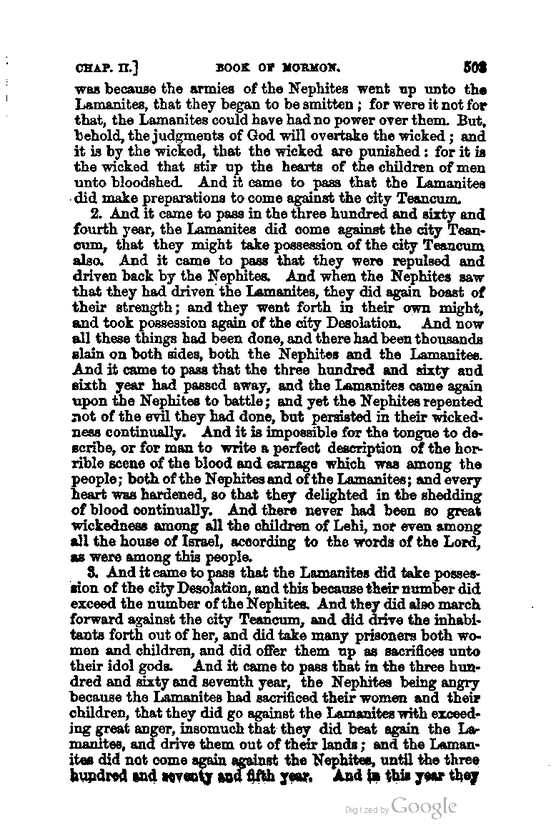 CHAP. II.] BOOK OF MORMON. 503
was because the armies of the Nephites went up unto the
Lamanites, that they began to be smitten; for were it not for
that, the Lamanites could have had no power over them. But,
behold, the judgments of God will overtake the wicked; and
it is by the wicked, that the wicked are punished: for it is
the wicked that stir up the hearts of the children of men
unto bloodshed. And it came to pass that the Lamanites
did make preparations to come against the city Teancum.
2. And it came to pass in the three hundred and sixty and
fourth year, the Lamanites did come against the city Tean-
cum, that they might take possession of the city Teancum
also. And it came to pass that they were repulsed and
driven back by the Nephites. And when the Nephites saw
that they had driven the Lamanites, they did again boast of
their strength; and they went forth in their own might,
and took possession again of the city Desolation. And now
all these things had been done, and there had been thousands
slain on both sides, both the Nephites and the Lamanites.
And it came to pass that the three hundred and sixty and
sixth year had passed away, and the Lamanites came again
upon the Nephites to battle; and yet the Nephites repented
not of the evil they had done, but persisted in their wicked-
ness continually. And it is impossible for the tongue to de-
scribe, or for man to write a perfect description of the hor-
rible scene of the blood and carnage which was among the
people; both of the Nephites and of the Lamanites; and every
heart was hardened, so that they delighted in the shedding
of blood continually. And there never had been so great
wickedness among all the children of Lehi, nor even among
all the house of Israel, according to the words of the Lord,
as were among this people.
3. And it came to pass that the Lamanites did take posses-
sion of the city Desolation, and this because their number did
exceed the number of the Nephites. And they did also march
forward against the city Teancum, and did drive the inhabi-
tants forth out of her, and did take many prisoners both wo-
men and children, and did offer them up as sacrifices unto
their idol gods. And it came to pass that in the three hun-
dred and sixty and seventh year, the Nephites being angry
because the Lamanites had sacrificed their women and their
children, that they did go against the Lamanites with exceed-
ing great anger, insomuch that they did beat again the La-
manites, and drive them out of their lands; and the Laman-
ites did not come again against the Nephites, until the three
hundred and seventy and fifth year. And in this year they
Digitized by Google